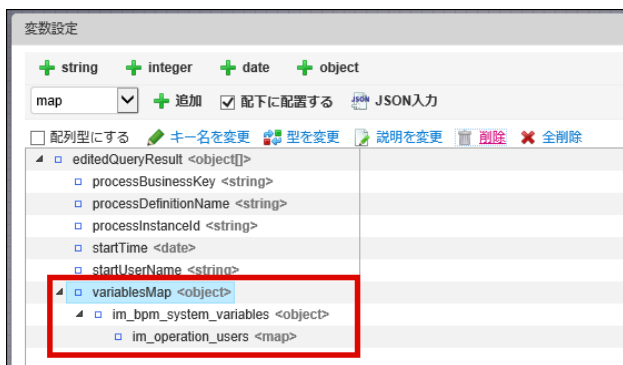 変数設定
string integer date object
map 追加 配下に配置する JSON JSON入力
配列型にする キー名を変更 型を変更 説明を変更 削除 全削除
editedQueryResult <object[]>
processBusinessKey <string>
processDefinitionName <string>
processInstanceId <string>
startTime <date>
startUserName <string>
variablesMap <object>
im_bpm_system_variables <object>
im_operation_users <map>